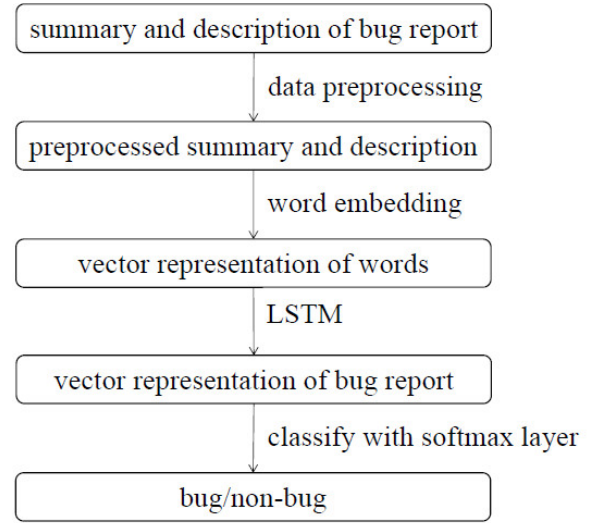 summary and description of bug report
data preprocessing
preprocessed summary and description
word embedding
vector representation of words
LSTM
vector representation of bug report
classify with softmax layer
bug/non-bug